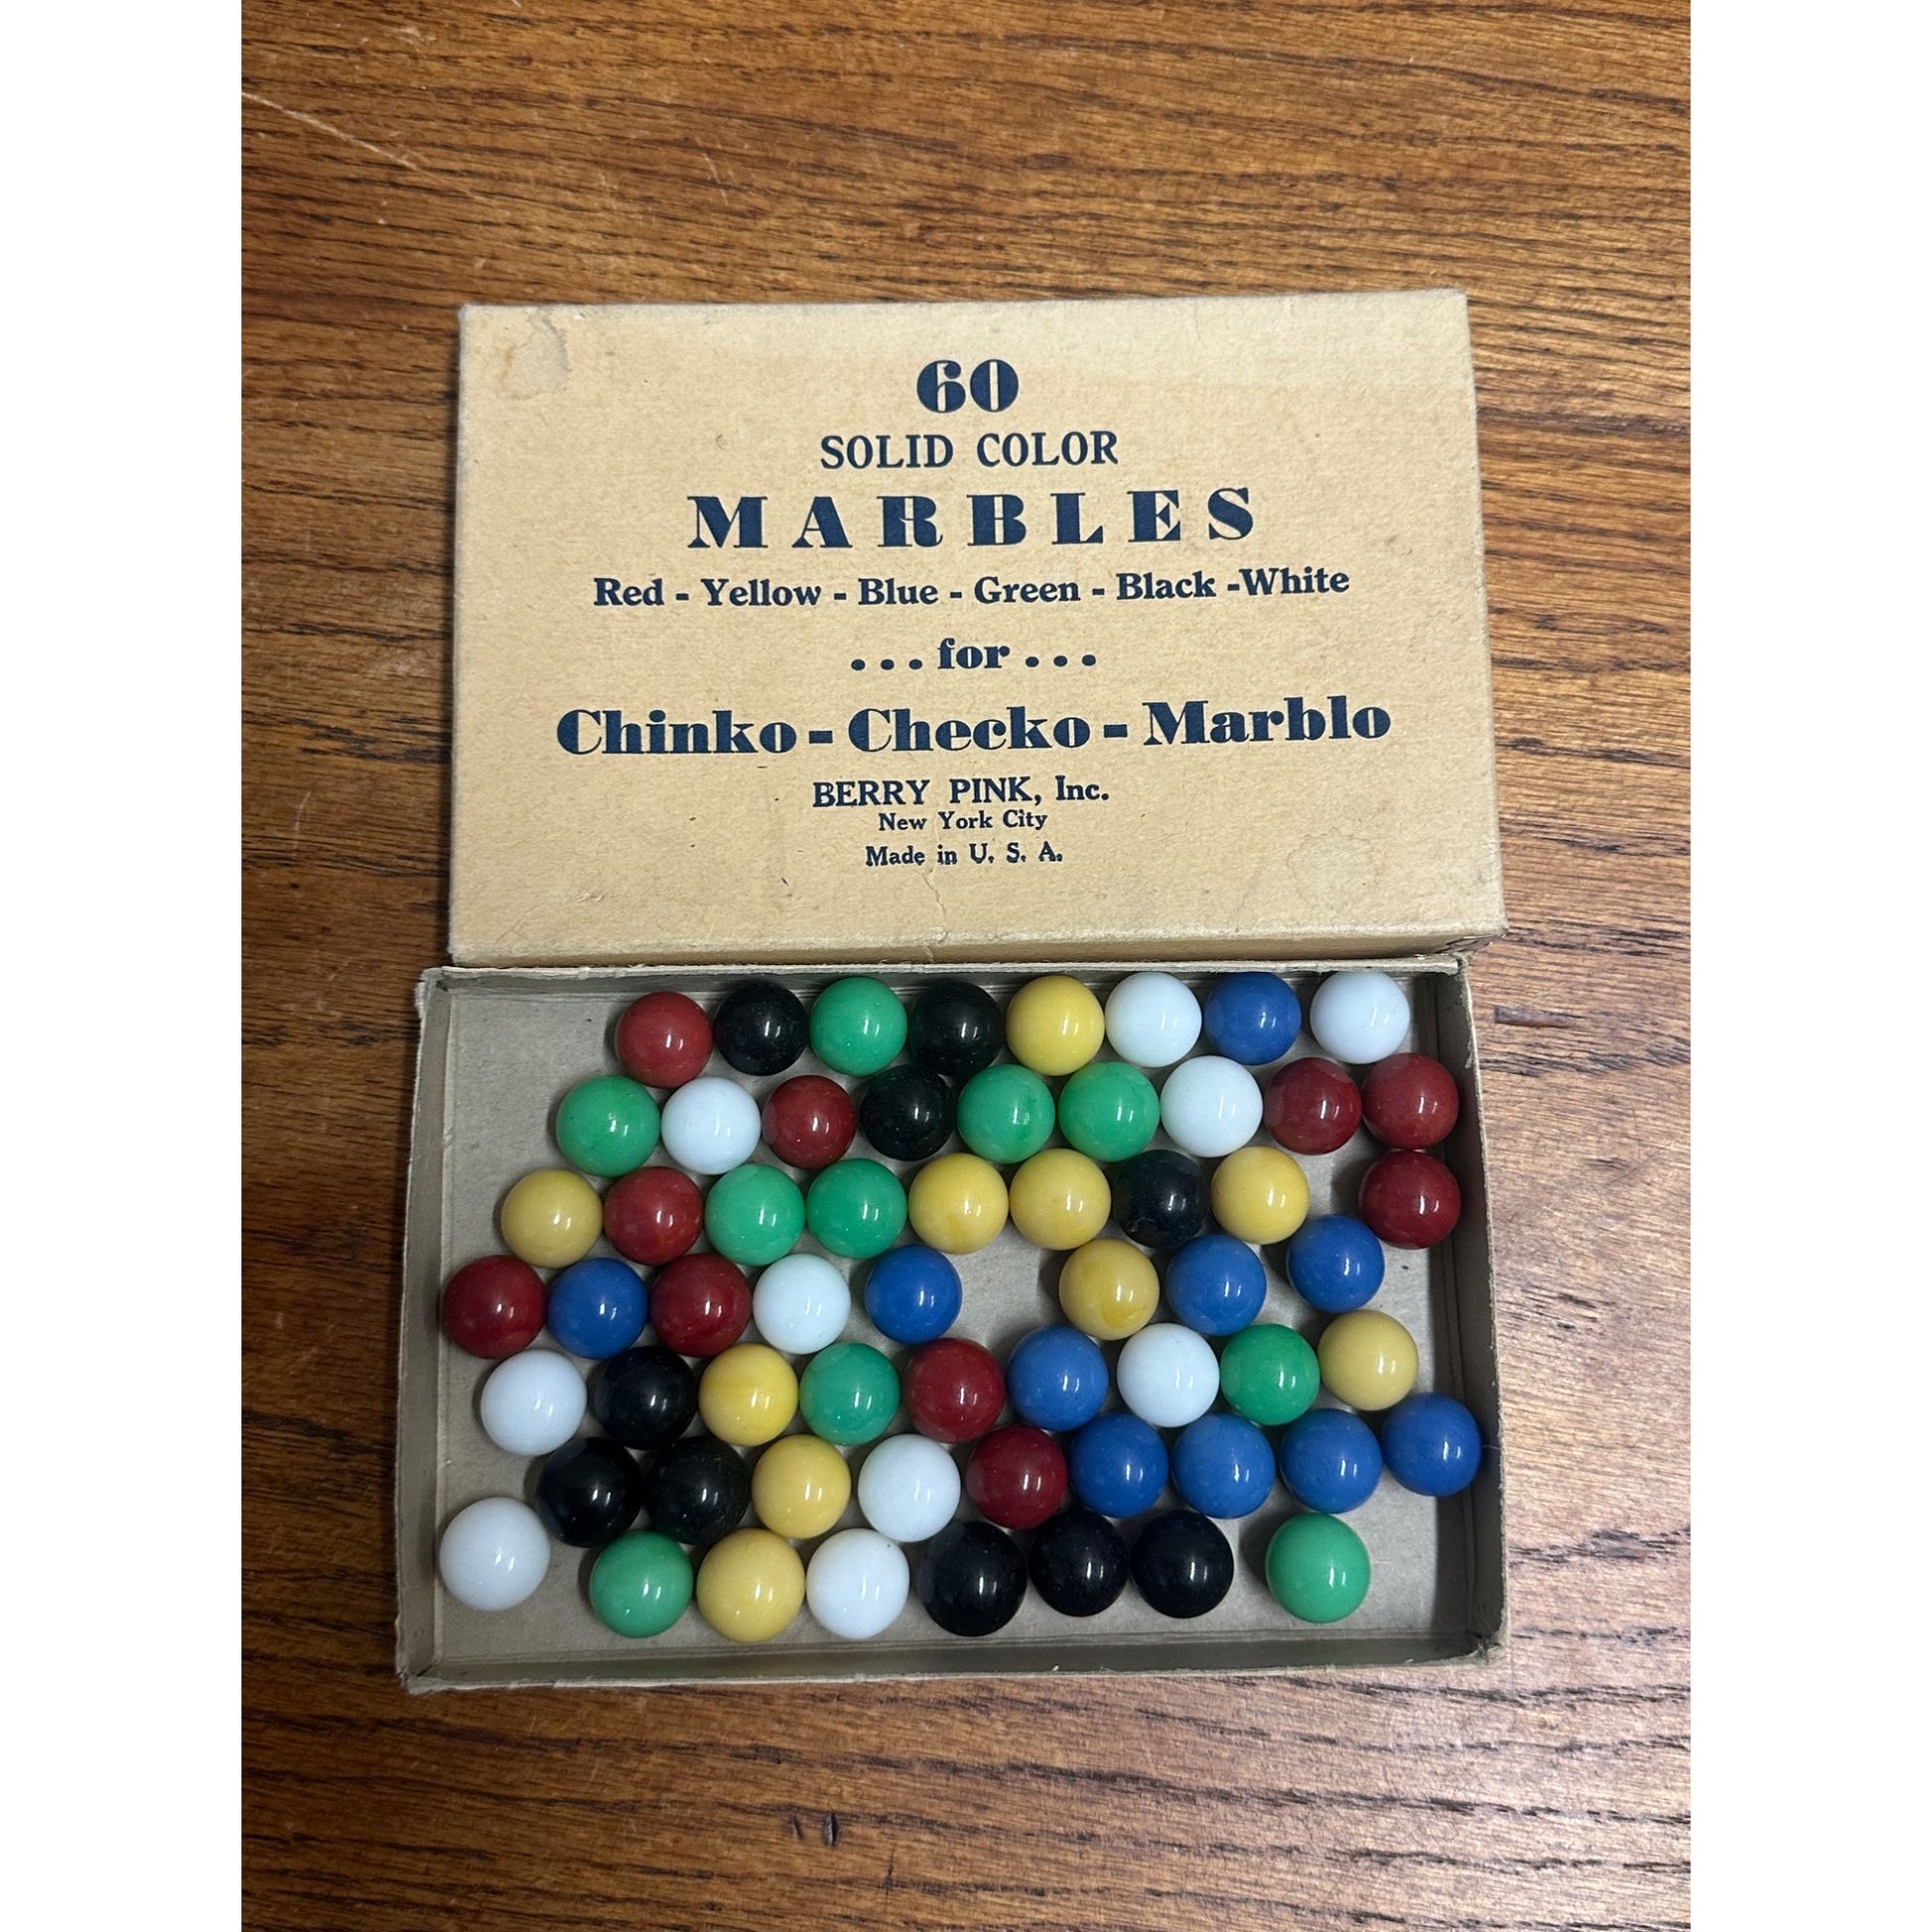 60
SOLID COLOR
MARBLES
Red - Yellow - Blue - Green - Black -White
... for ...
Chinko - Checko - Marblo
BERRY PINK, Inc.
New York City
Made in U. S. A.